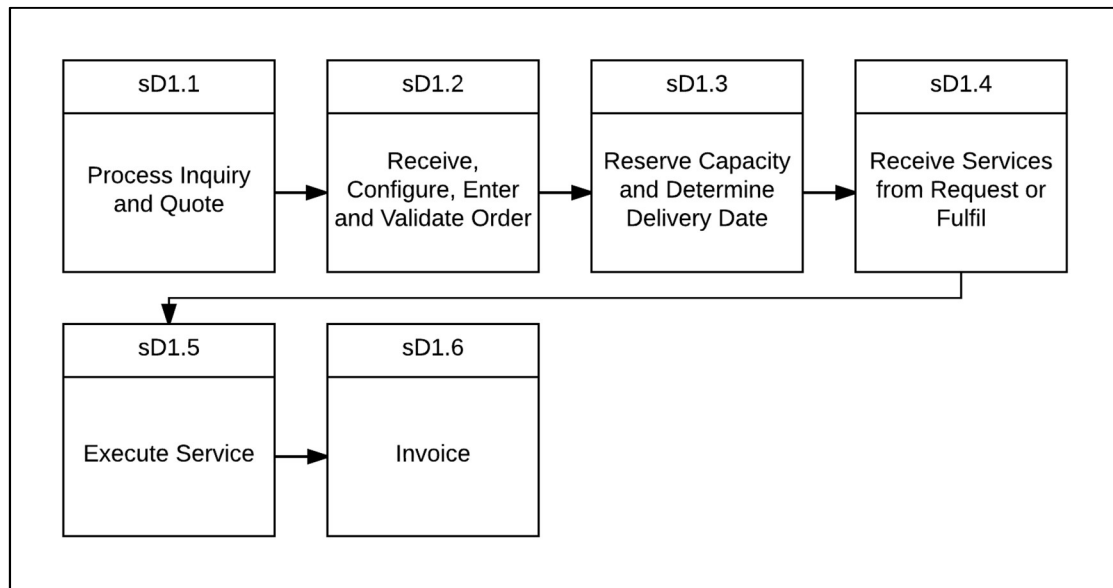 sD1.1
Process Inquiry
and Quote
sD1.2
Receive,
Configure, Enter
and Validate Order
sD1.3
Reserve Capacity
and Determine
Delivery Date
sD1.4
Receive Services
from Request or
Fulfil
sD1.5
Execute Service
sD1.6
Invoice